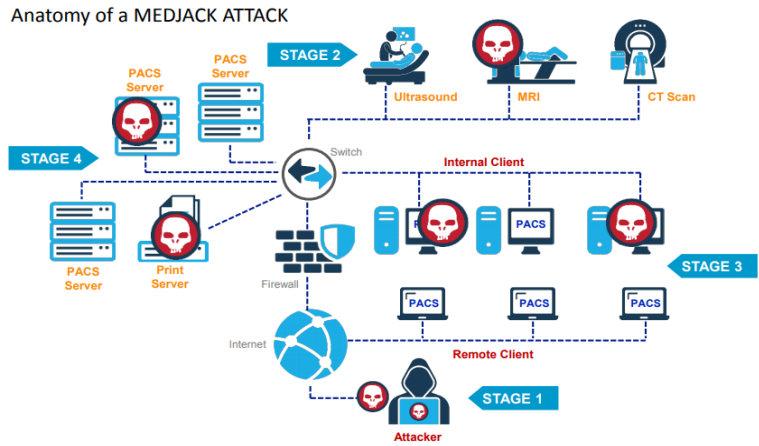 Anatomy of a MEDJACK ATTACK
STAGE 2
PACS
Server
PACS
Server
Ultrasound
MRI
CT Scan
STAGE 4
Switch
Internal Client
P
PACS
PACS
Server
Print
Server
Firewall
STAGE 3
PACS
PACS
PACS
Internet
Remote Client
STAGE 1
Attacker